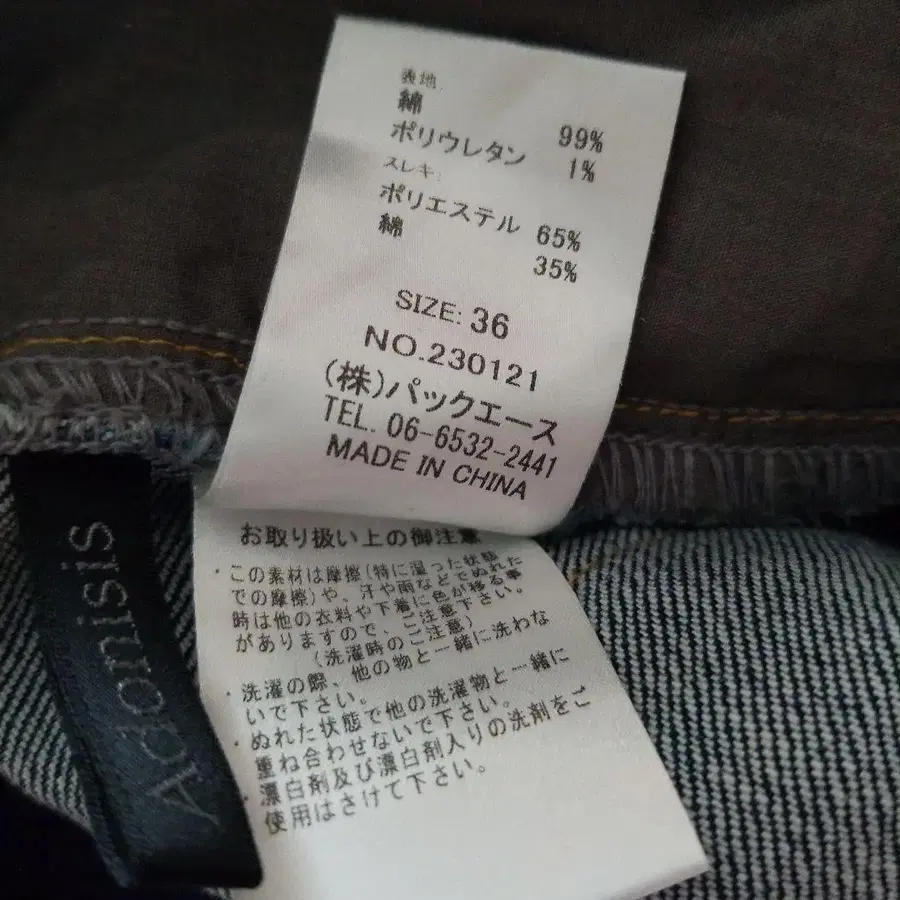 表地:
綿 99%
ポリウレタン 1%
スレキ:
ポリエステル 65%
綿 35%
SIZE: 36
NO.230121
(株)パックエース
TEL. 06-6532-2441
MADE IN CHINA
お取り扱い上の御注意
・この素材は摩擦(特に湿った状態
での摩擦)や、汗や雨などでぬれた
時は他の衣料や下着に色が移る事
がありますので、ご注意下さい。
(洗濯時のご注意)
・洗濯の際、他の物と一緒に洗わな
いで下さい。
・ぬれた状態で他の洗濯物と一緒に
重ね合わせないで下さい。
・漂白剤及び漂白剤入りの洗剤をご
使用はさけて下さい。
Adonisis